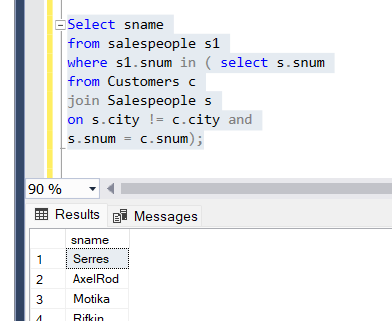 Select sname
from salespeople s1
where s1.snum in ( select s.snum
from Customers c
join Salespeople s
on s.city != c.city and
s.snum = c.snum);
90 %
Results Messages
sname
1 Serres
2 AxelRod
3 Motika
4 Rifkin